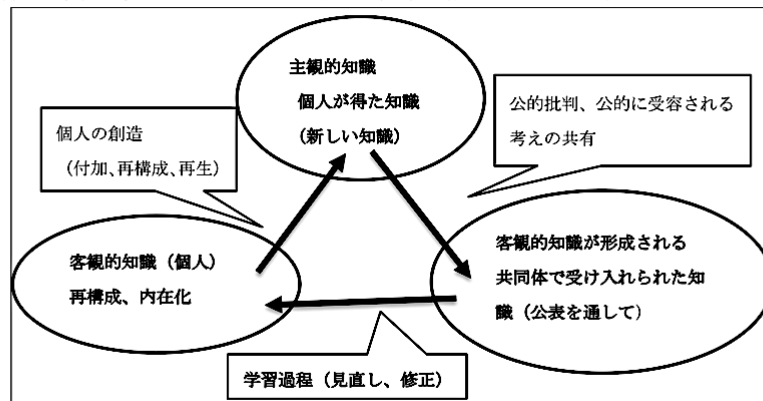 主観的知識
個人が得た知識
(新しい知識)
公的批判、公的に受容される
考えの共有
個人の創造
(付加、再構成、再生)
客観的知識(個人)
再構成、内在化
客観的知識が形成される
共同体で受け入れられた知
識(公表を通して)
学習過程(見直し、修正)